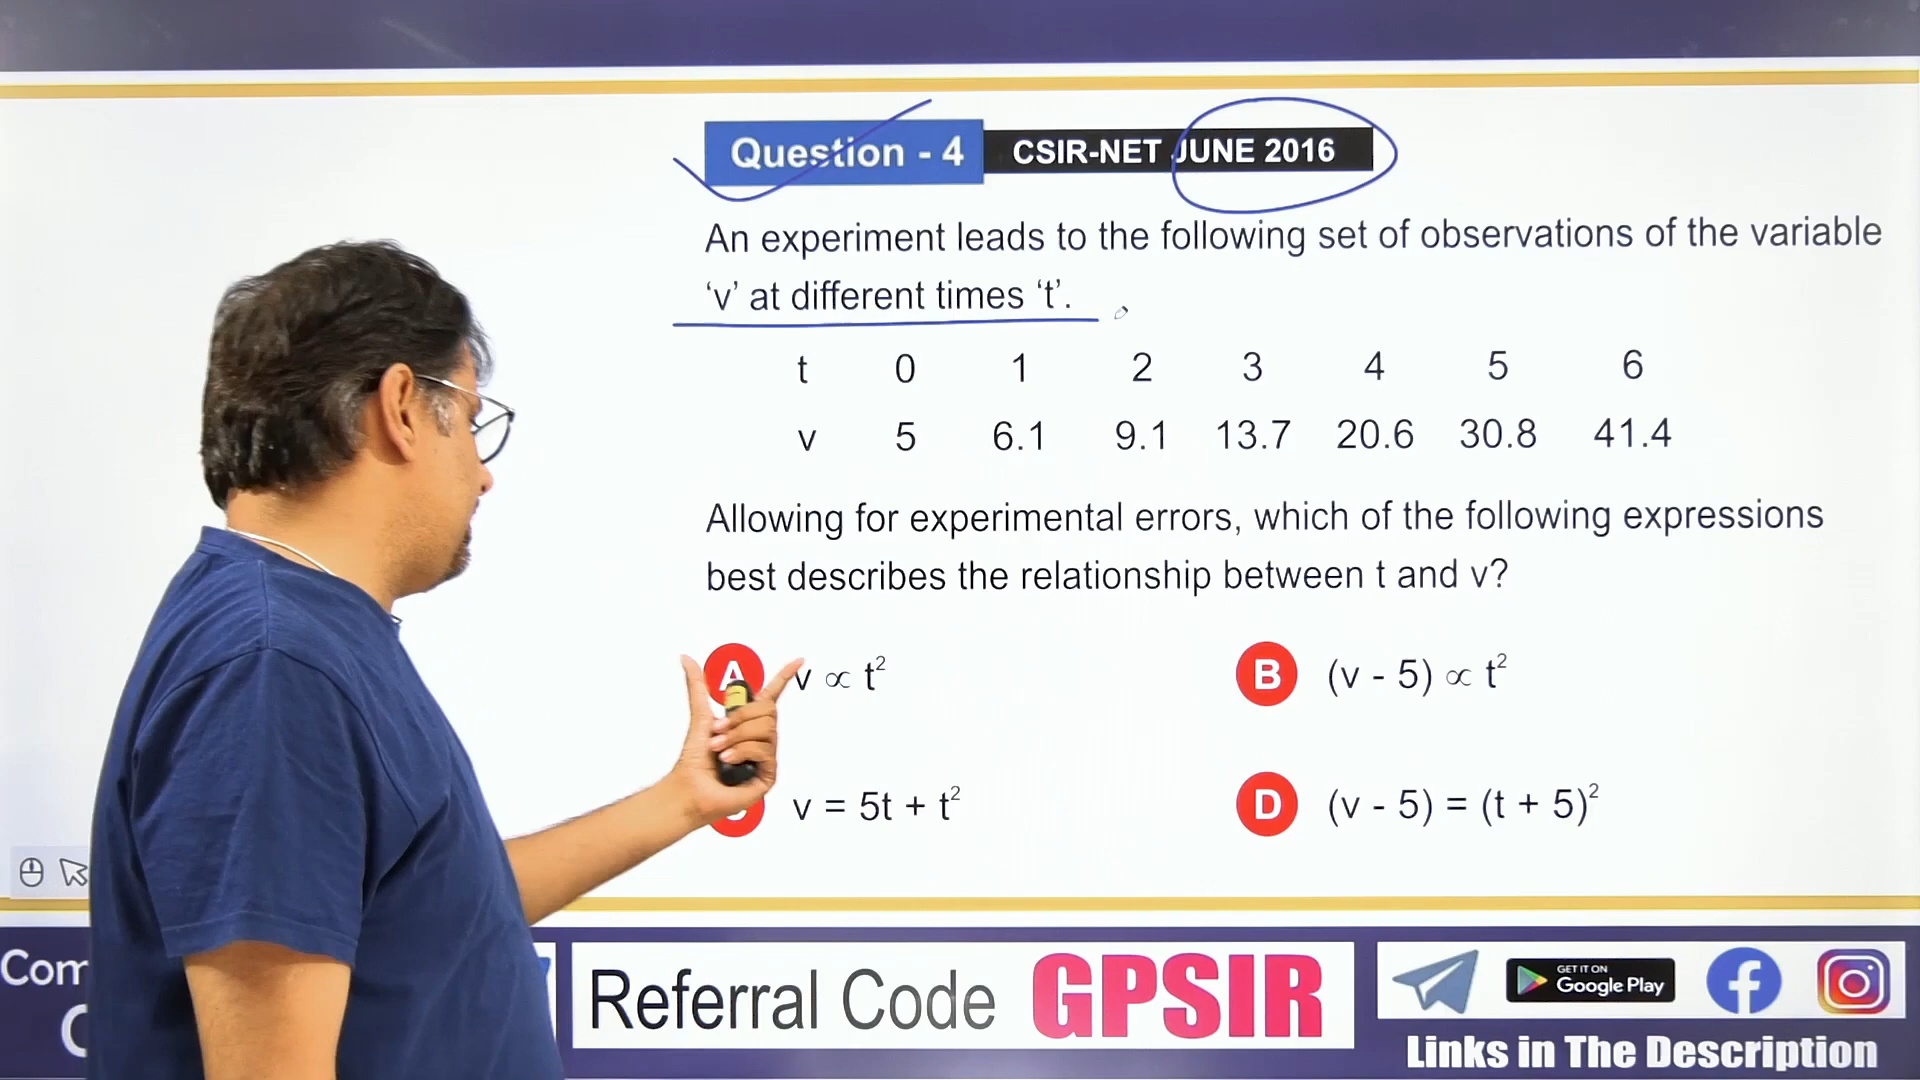 Question - 4 CSIR-NET JUNE 2016
An experiment leads to the following set of observations of the variable
‘v’ at different times ‘t’.
t 0 1 2 3 4 5 6
v 5 6.1 9.1 13.7 20.6 30.8 41.4
Allowing for experimental errors, which of the following expressions
best describes the relationship between t and v?
A v ∝ t² B (v - 5) ∝ t²
C v = 5t + t² D (v - 5) = (t + 5)²
Com
Referral Code GPSIR
GET IT ON
Google Play
Links in The Description